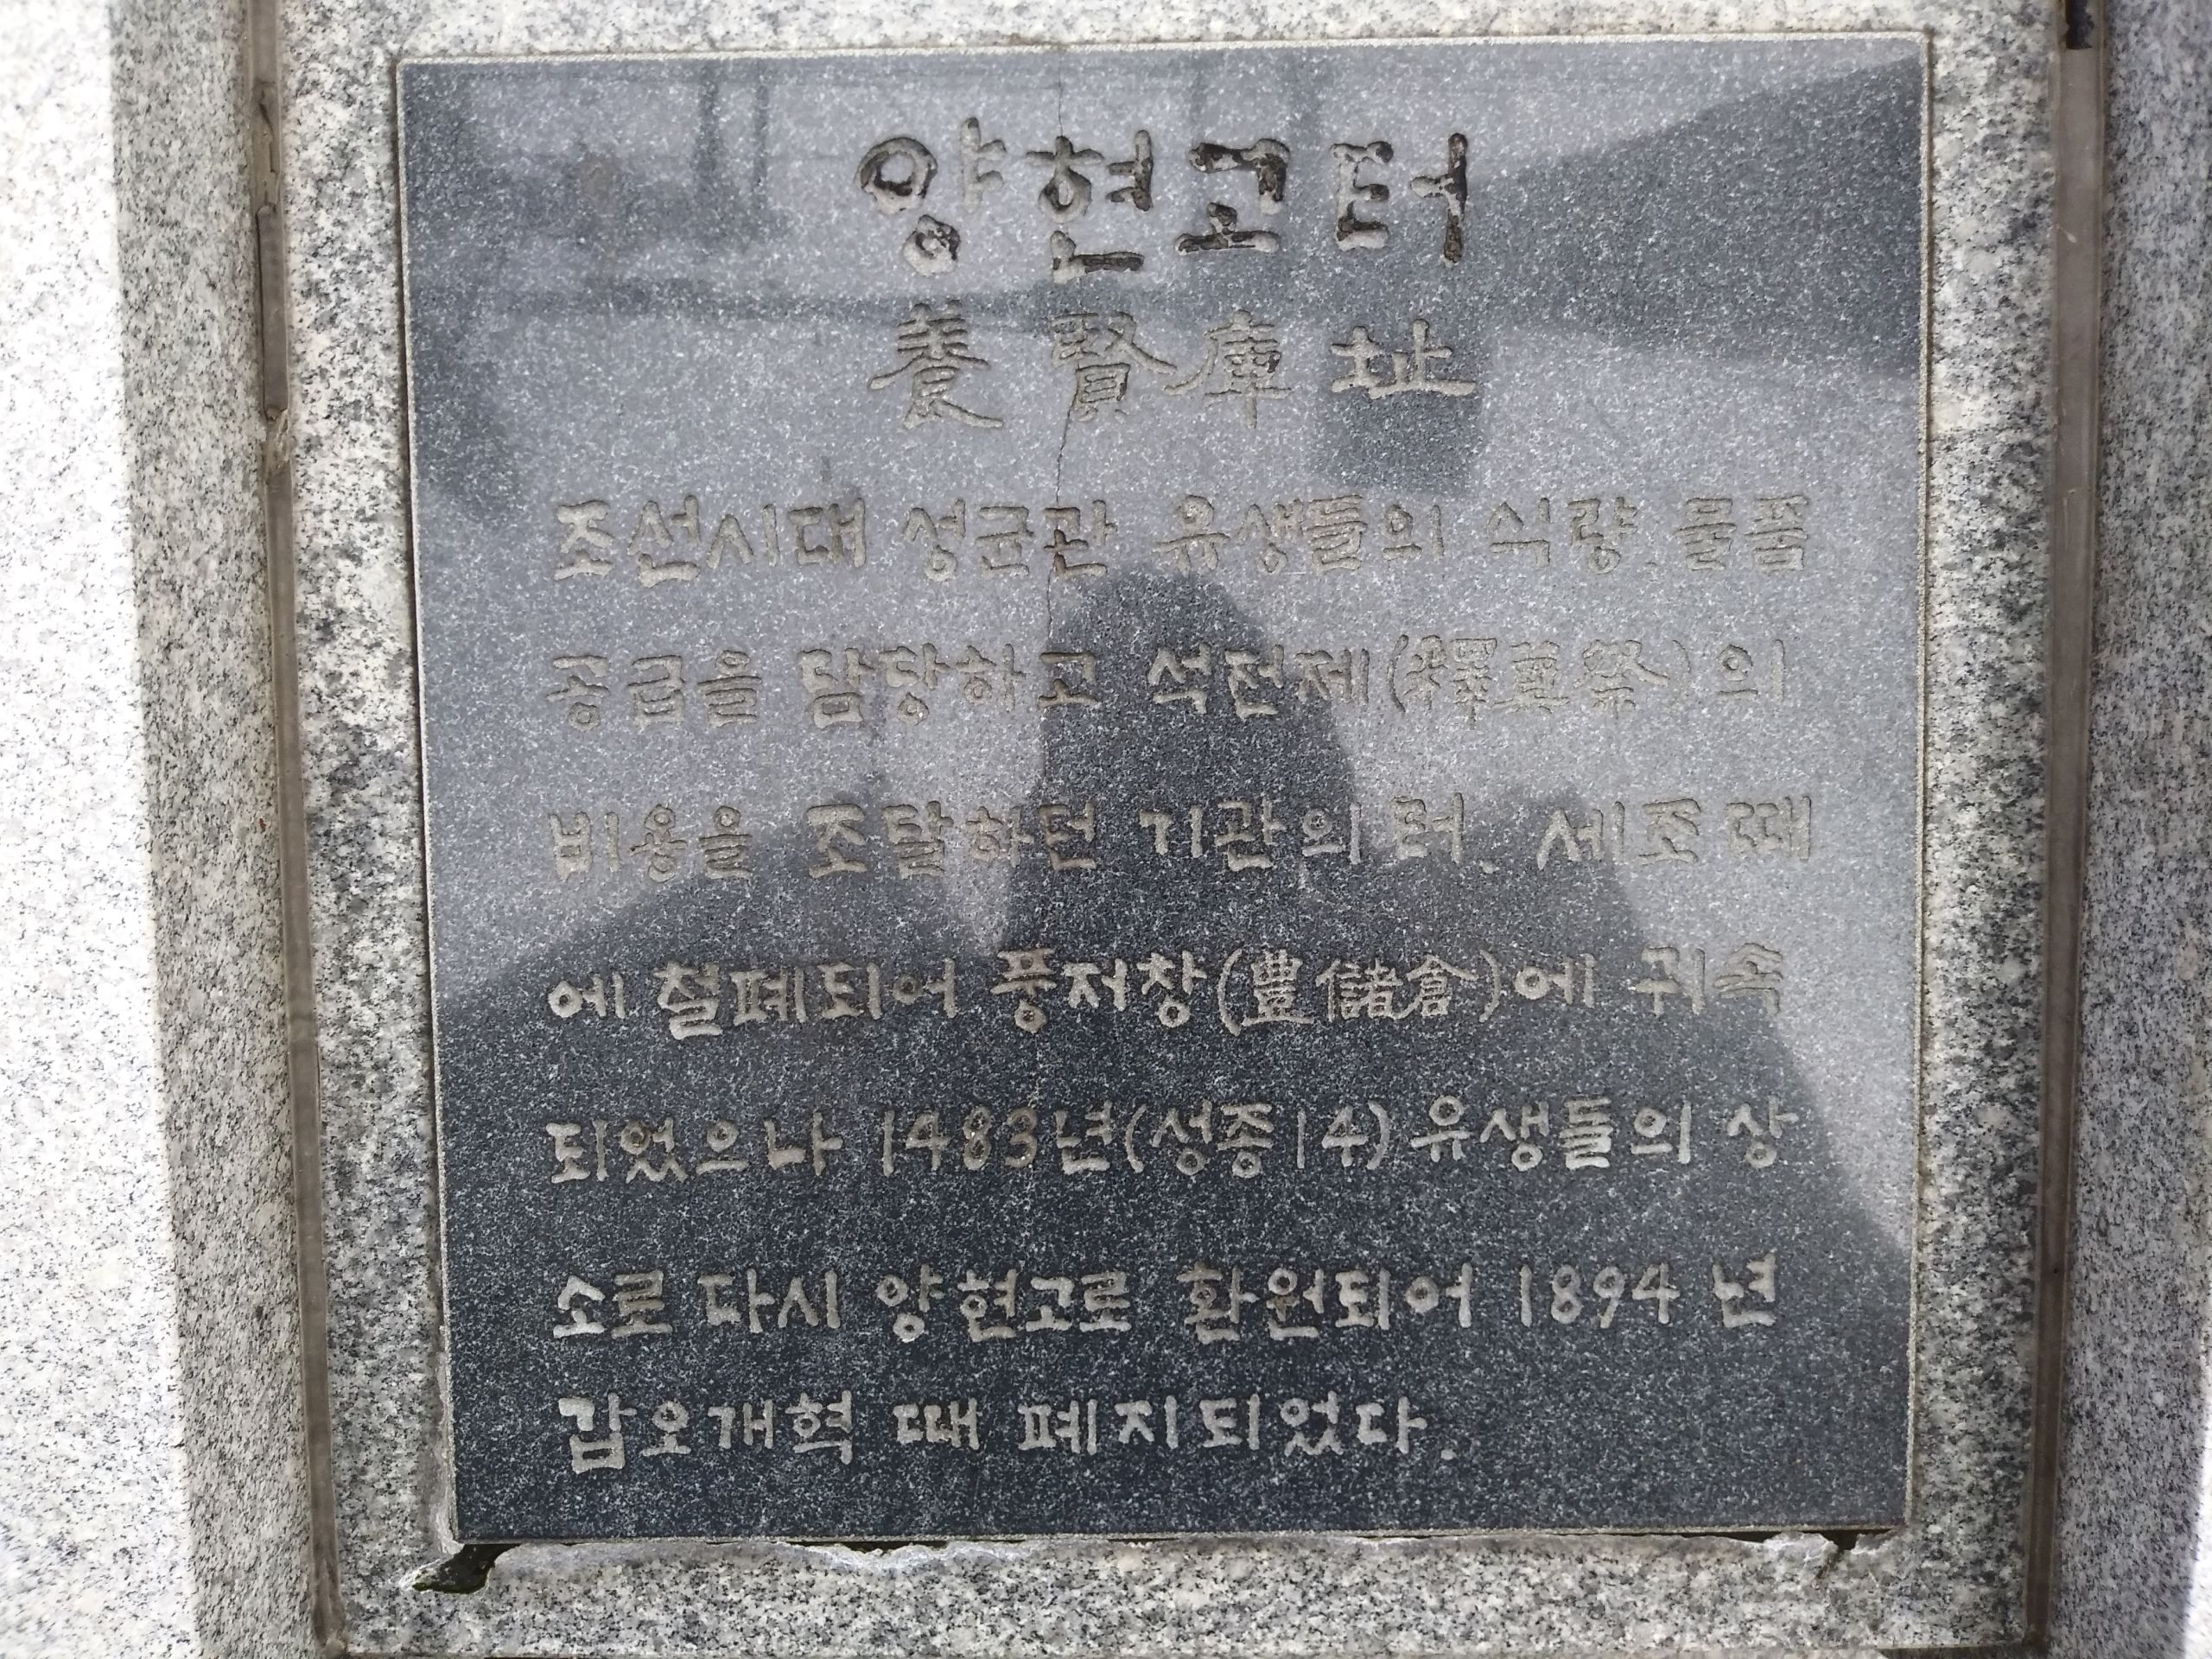 양현고터
養賢庫址
조선시대 성균관 유생들의 식량.물품
공급을 담당하고 석전제(釋奠祭)의
비용을 조달하던 기관의 터. 세조 때
에 철폐되어 풍저창(豊儲倉)에 귀속
되었으나 1483년(성종14) 유생들의 상
소로 다시 양현고로 환원되어 1894년
갑오개혁 때 폐지되었다.